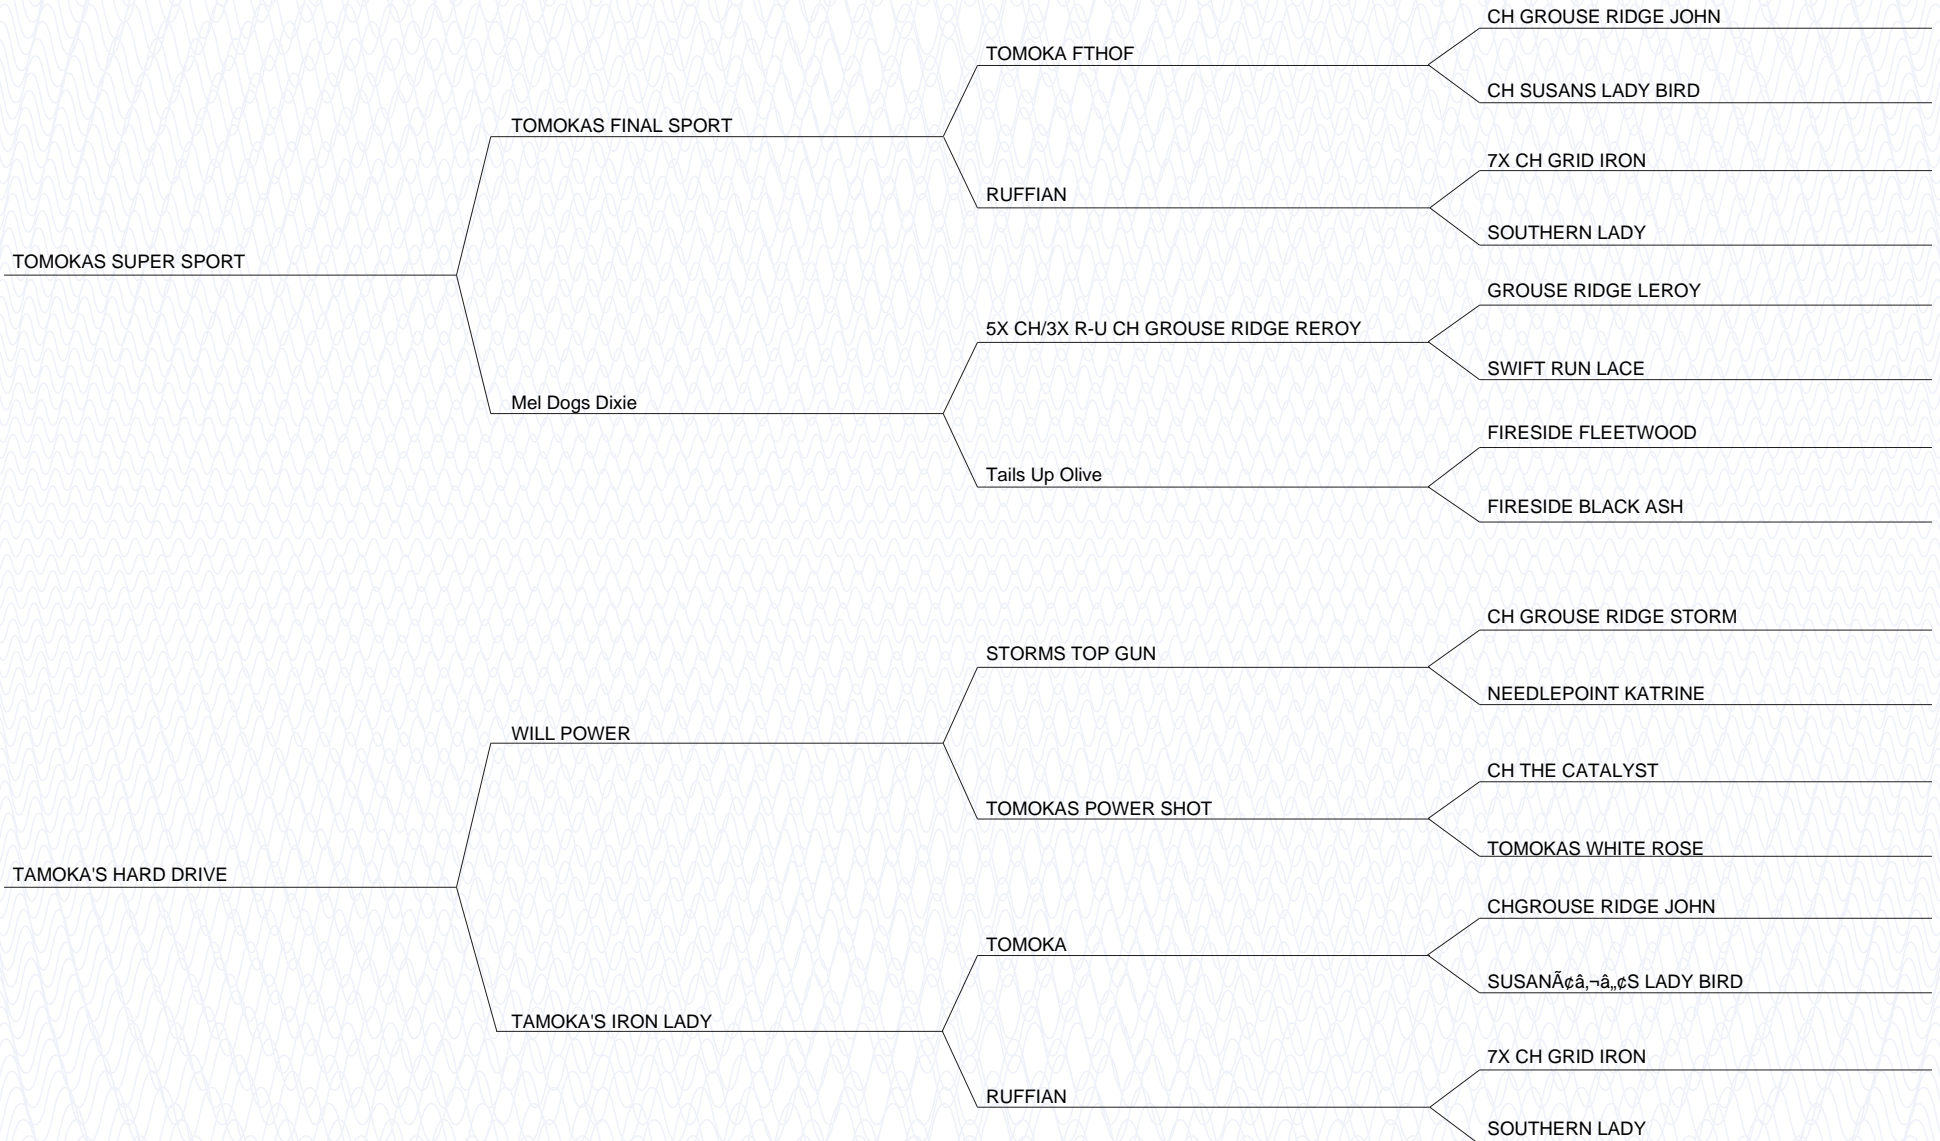 CH GROUSE RIDGE JOHN
TOMOKA FTHOF
CH SUSANS LADY BIRD
TOMOKAS FINAL SPORT
7X CH GRID IRON
RUFFIAN
SOUTHERN LADY
TOMOKAS SUPER SPORT
GROUSE RIDGE LEROY
5X CH/3X R-U CH GROUSE RIDGE REROY
SWIFT RUN LACE
Mel Dogs Dixie
FIRESIDE FLEETWOOD
Tails Up Olive
FIRESIDE BLACK ASH
CH GROUSE RIDGE STORM
STORMS TOP GUN
NEEDLEPOINT KATRINE
WILL POWER
CH THE CATALYST
TOMOKAS POWER SHOT
TOMOKAS WHITE ROSE
TAMOKA'S HARD DRIVE
CHGROUSE RIDGE JOHN
TOMOKA
SUSANÃ¢â‚¬â„¢S LADY BIRD
TAMOKA'S IRON LADY
7X CH GRID IRON
RUFFIAN
SOUTHERN LADY